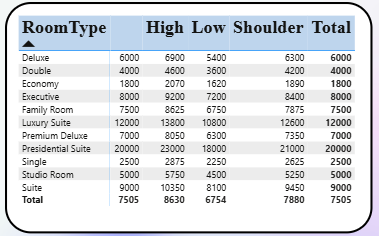 RoomType High Low Shoulder Total
Deluxe 6000 6900 5400 6300 6000
Double 4000 4600 3600 4200 4000
Economy 1800 2070 1620 1890 1800
Executive 8000 9200 7200 8400 8000
Family Room 7500 8625 6750 7875 7500
Luxury Suite 12000 13800 10800 12600 12000
Premium Deluxe 7000 8050 6300 7350 7000
Presidential Suite 20000 23000 18000 21000 20000
Single 2500 2875 2250 2625 2500
Studio Room 5000 5750 4500 5250 5000
Suite 9000 10350 8100 9450 9000
Total 7505 8630 6754 7880 7505